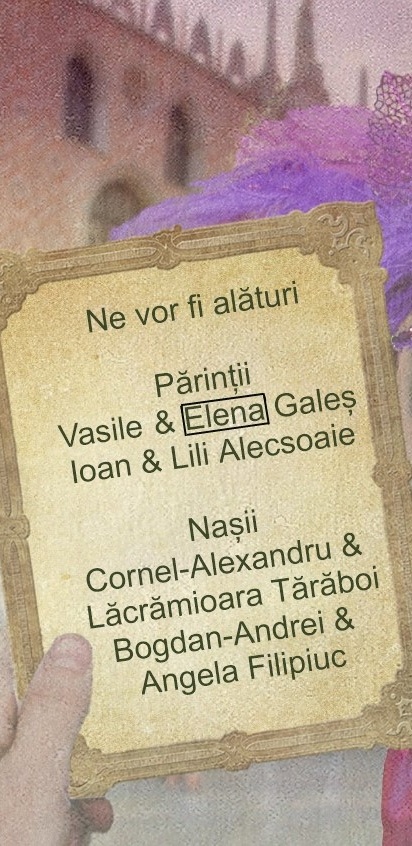 Ne vor fi alături
Părinții
Vasile & Elena Galeș
Ioan & Lili Alecsoaie
Nașii
Cornel-Alexandru &
Lăcrămioara Tărăboi
Bogdan-Andrei &
Angela Filipiuc